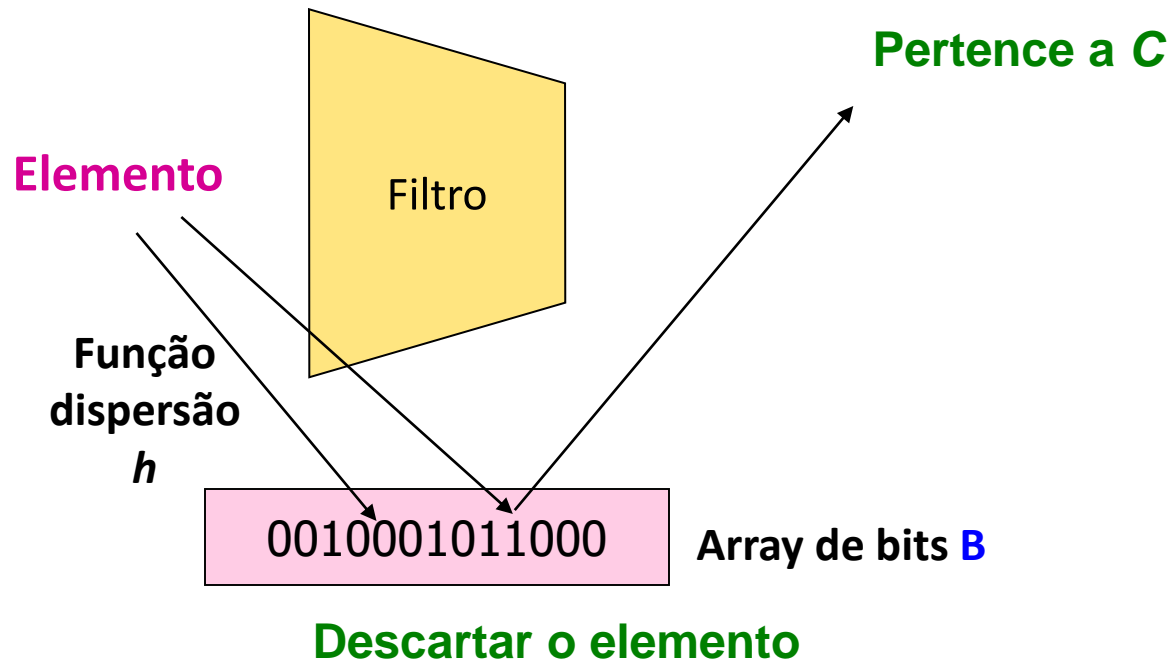 Pertence a C
Elemento
Filtro
Função
dispersão
h
0010001011000
Array de bits B
Descartar o elemento